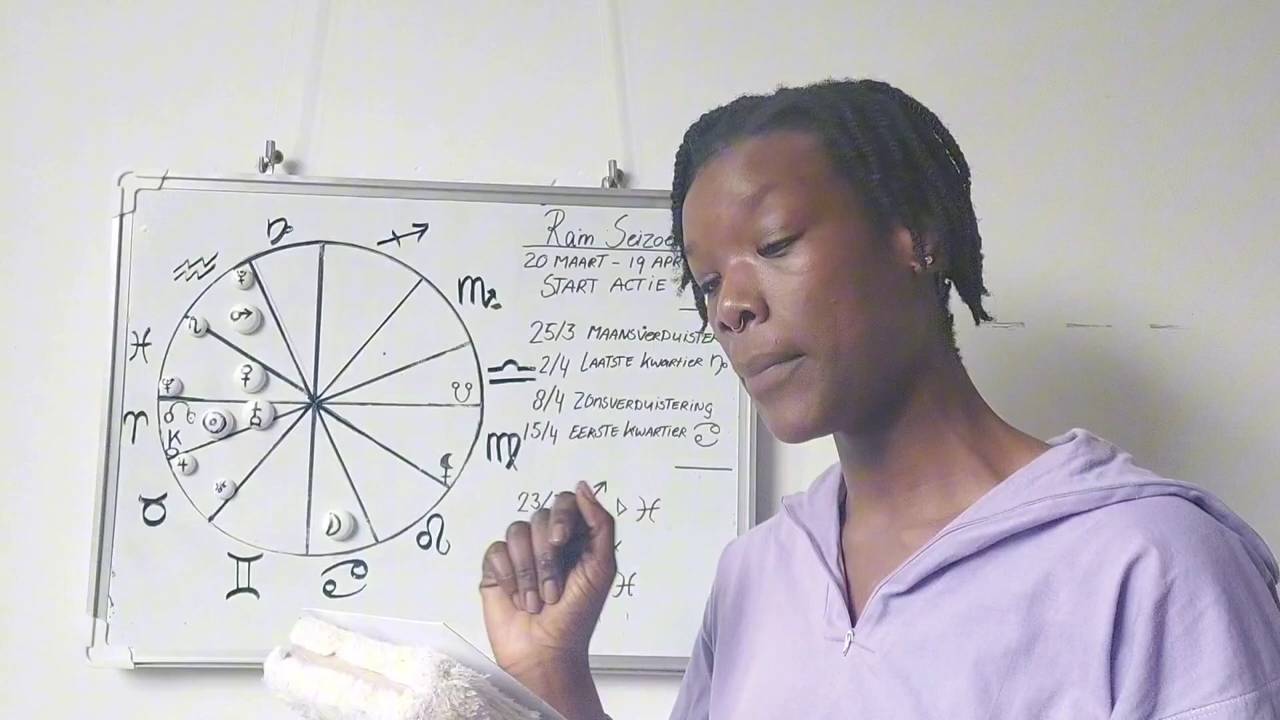 Ram Seizoe
20 MAART - 19 APR
START ACTIE
25/3 MAANSVERDUISTE
2/4 LAATSTE KWARTIER ♑
8/4 ZONSVERDUISTERING
15/4 EERSTE KWARTIER ♋
♓
♓
♑
♐
♒
♏
♓
♎
♈
♍
♉
♌
♊
♋